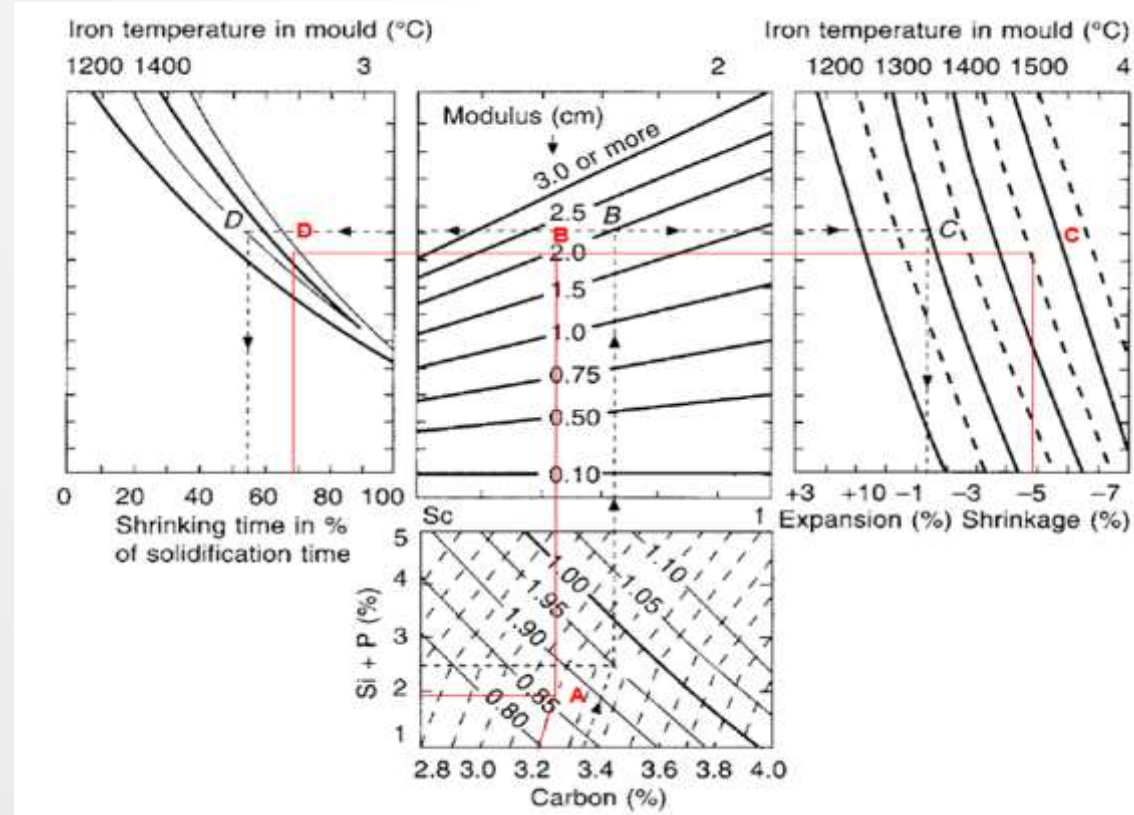 Iron temperature in mould (°C)
1200 1400 3
Shrinking time in %
of solidification time
0 20 40 60 80 100
D
D
2
Modulus (cm)
3.0 or more
2.5
B
B
2.0
1.5
1.0
0.75
0.50
0.10
Iron temperature in mould (°C)
1200 1300 1400 1500 4
C
C
+3 +10 -1 -3 -5 -7
Expansion (%) Shrinkage (%)
Sc 1
5
4
3
2
1
Si + P (%)
1.10
1.05
1.00
1.95
1.90
0.85
0.80
A
2.8 3.0 3.2 3.4 3.6 3.8 4.0
Carbon (%)